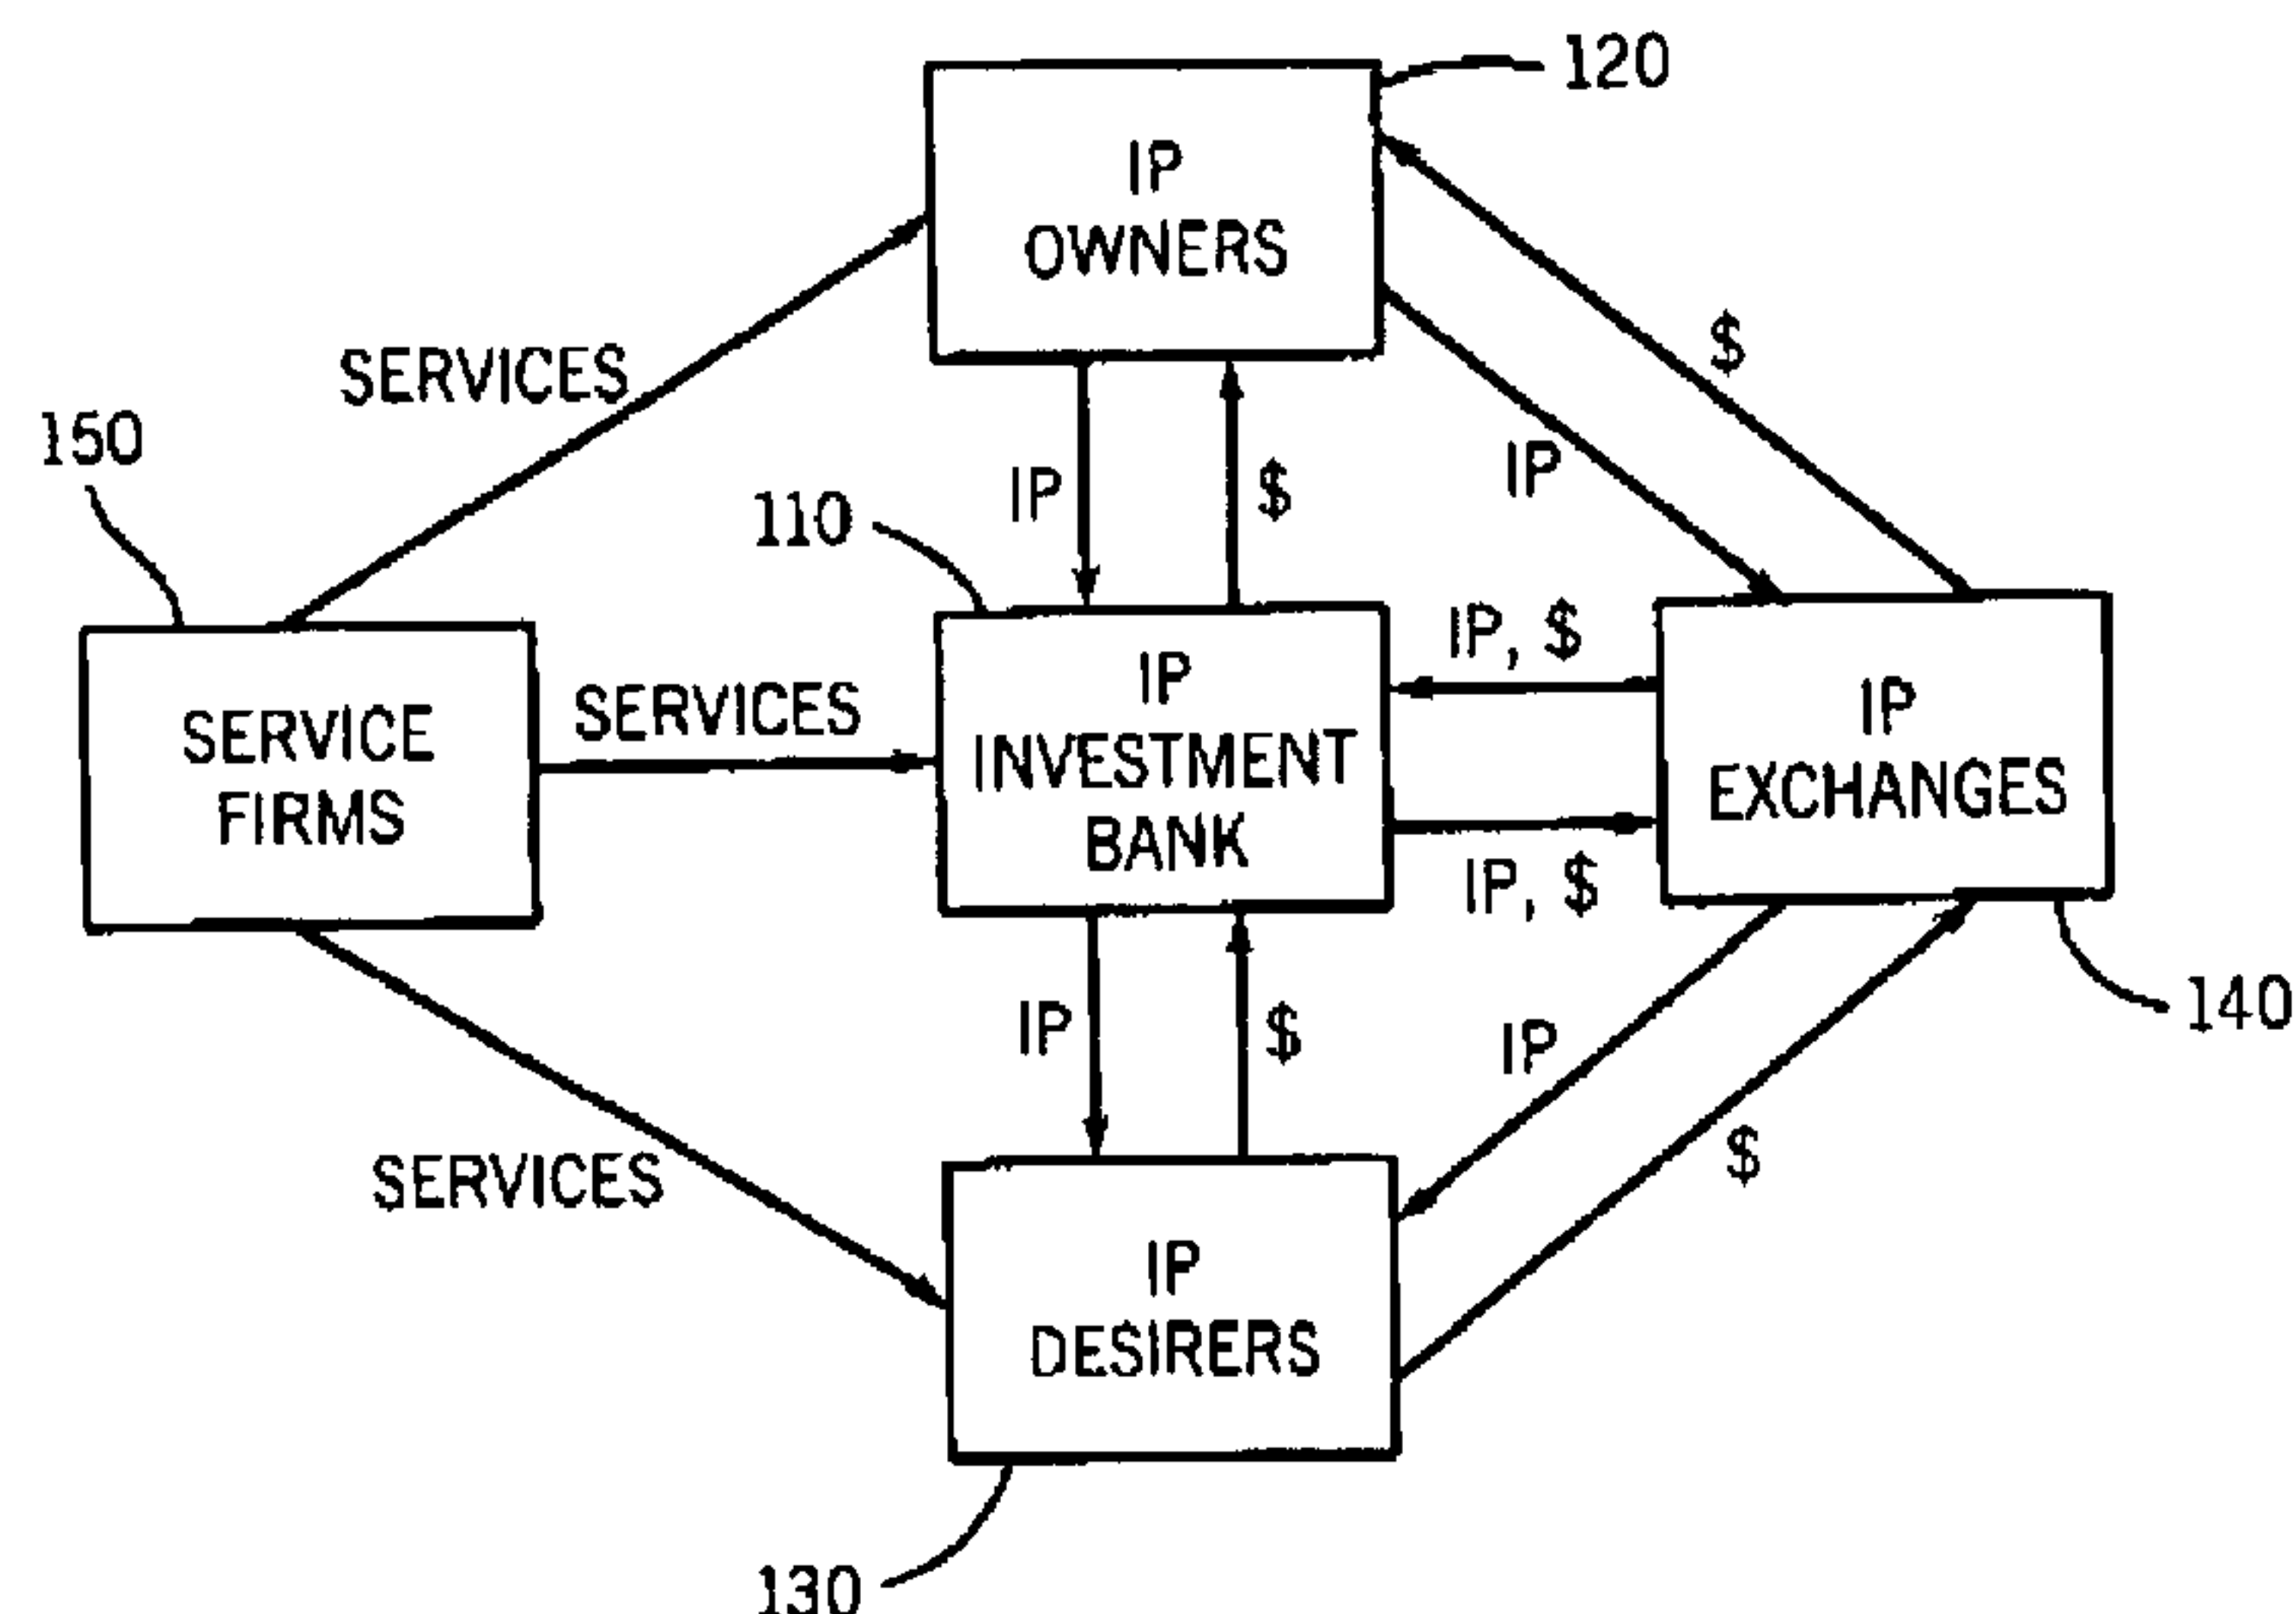 120
IP
OWNERS
$
SERVICES
150
IP
$
IP
110
IP, $
SERVICE
FIRMS
SERVICES
IP
INVESTMENT
BANK
IP
EXCHANGES
IP, $
IP
$
IP
$
140
SERVICES
IP
DESIRERS
130